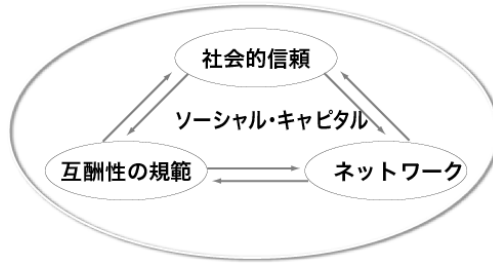 社会的信頼
ソーシャル・キャピタル
互酬性の規範
ネットワーク